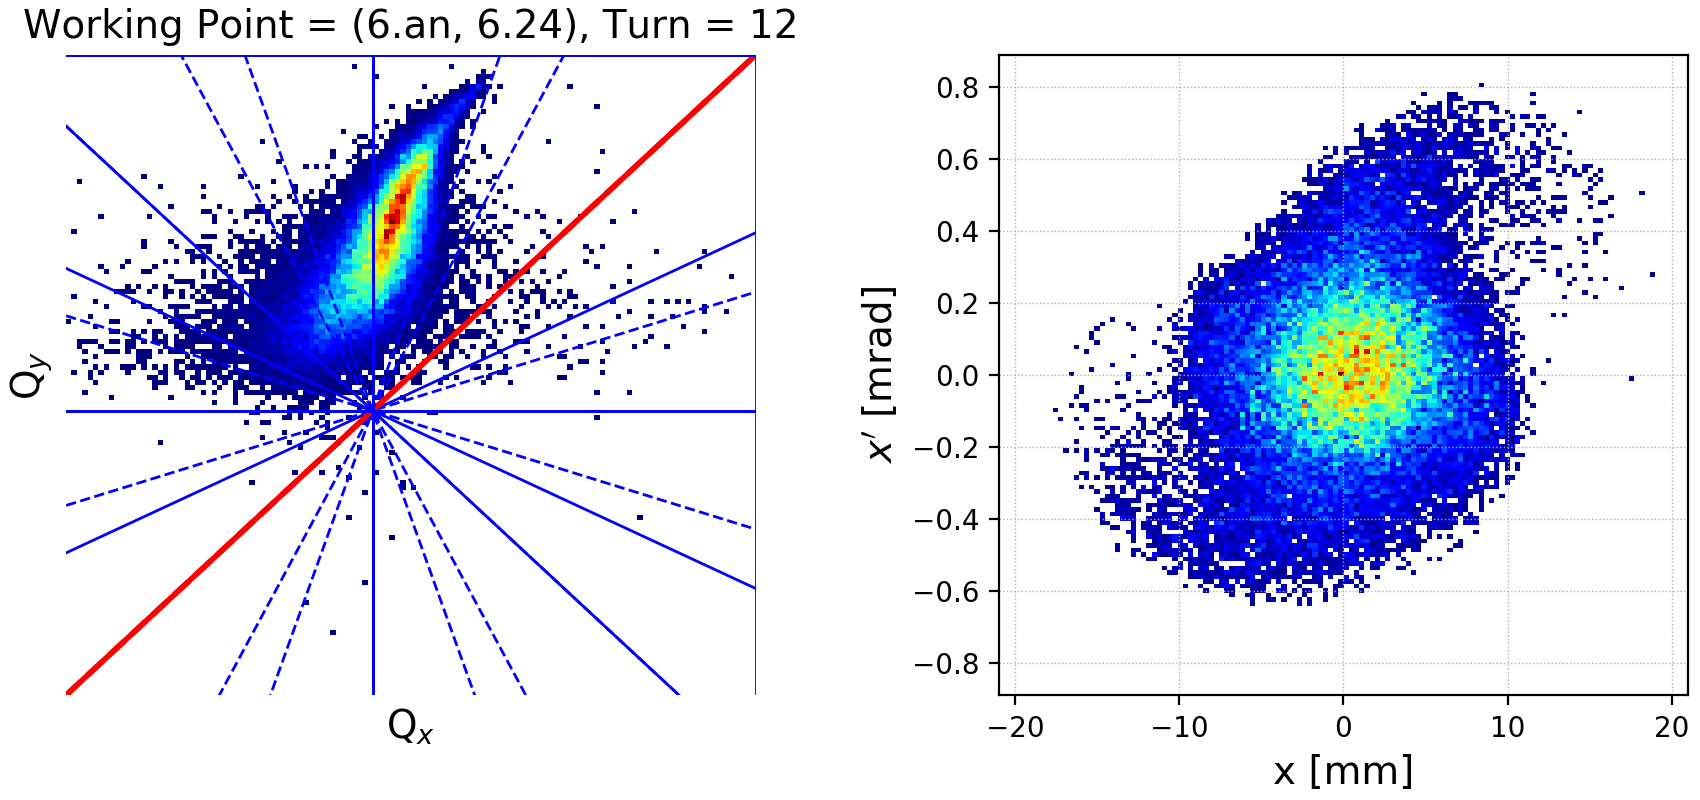 Working Point = (6.an, 6.24), Turn = 12
Q_y
Q_x
0.8
0.6
0.4
0.2
0.0
−0.2
−0.4
−0.6
−0.8
x′ [mrad]
−20
−10
0
10
20
x [mm]